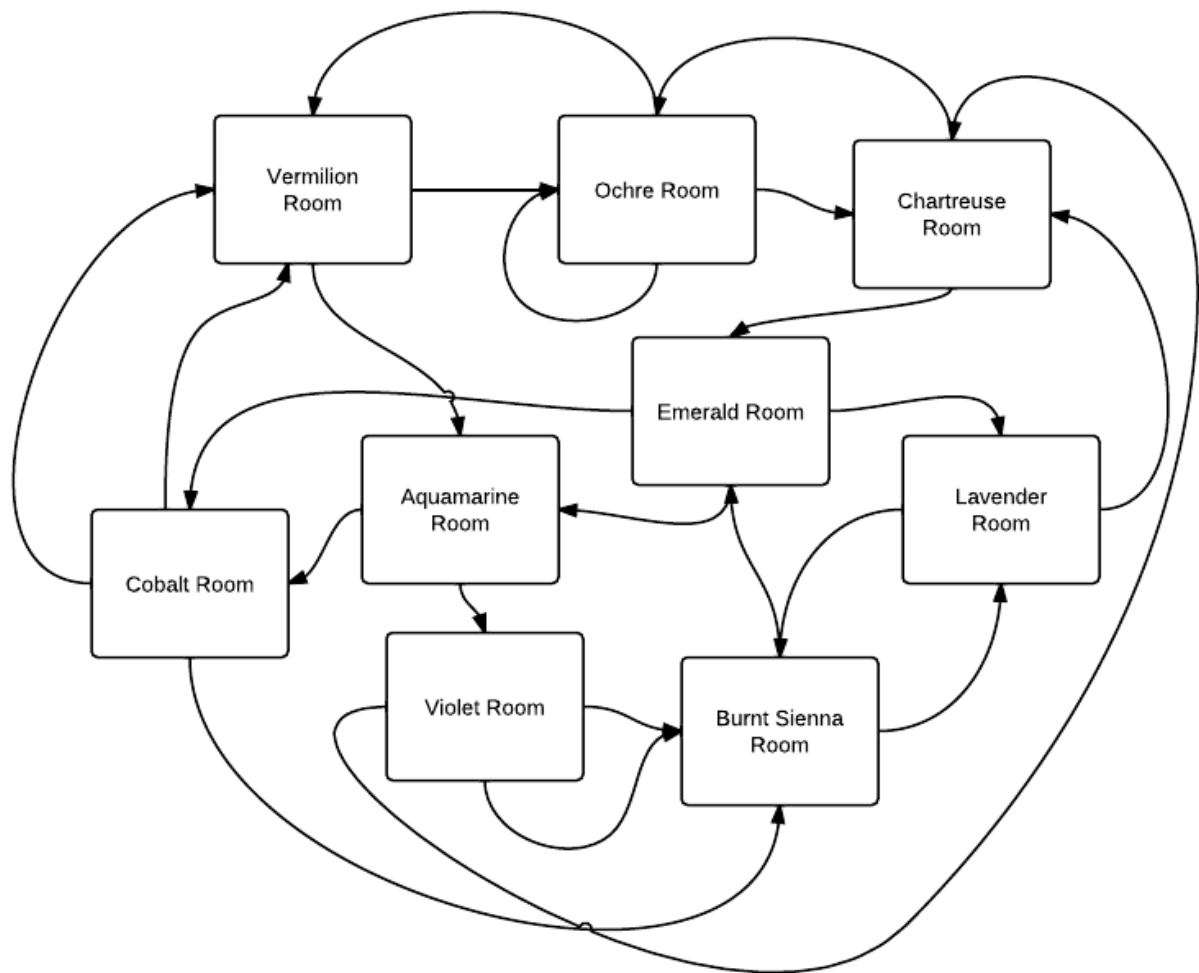 Vermilion
Room
Ochre Room
Chartreuse
Room
Emerald Room
Aquamarine
Room
Lavender
Room
Cobalt Room
Violet Room
Burnt Sienna
Room